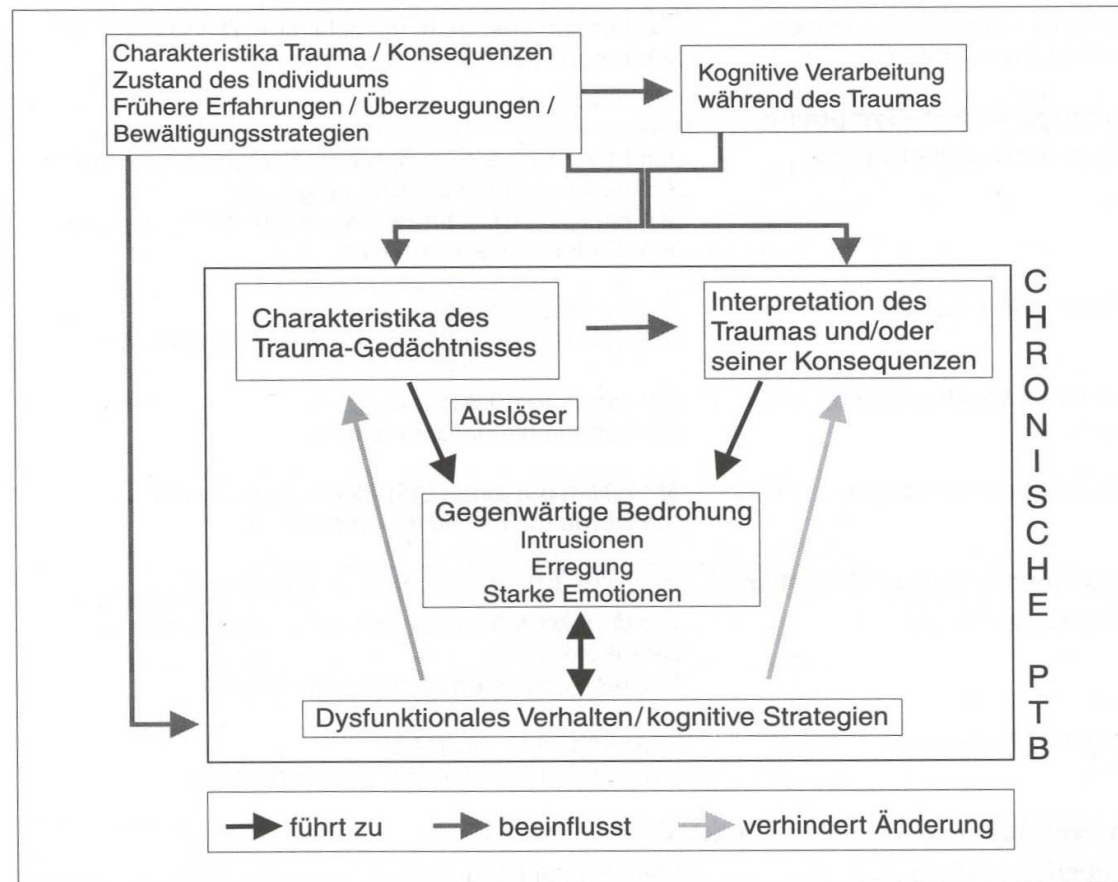 Charakteristika Trauma / Konsequenzen
Zustand des Individuums
Frühere Erfahrungen / Überzeugungen /
Bewältigungsstrategien
Kognitive Verarbeitung
während des Traumas
Charakteristika des
Trauma-Gedächtnisses
Interpretation des
Traumas und/oder
seiner Konsequenzen
Auslöser
Gegenwärtige Bedrohung
Intrusionen
Erregung
Starke Emotionen
Dysfunktionales Verhalten/kognitive Strategien
CHRONISCHE PTB
führt zu
beeinflusst
verhindert Änderung